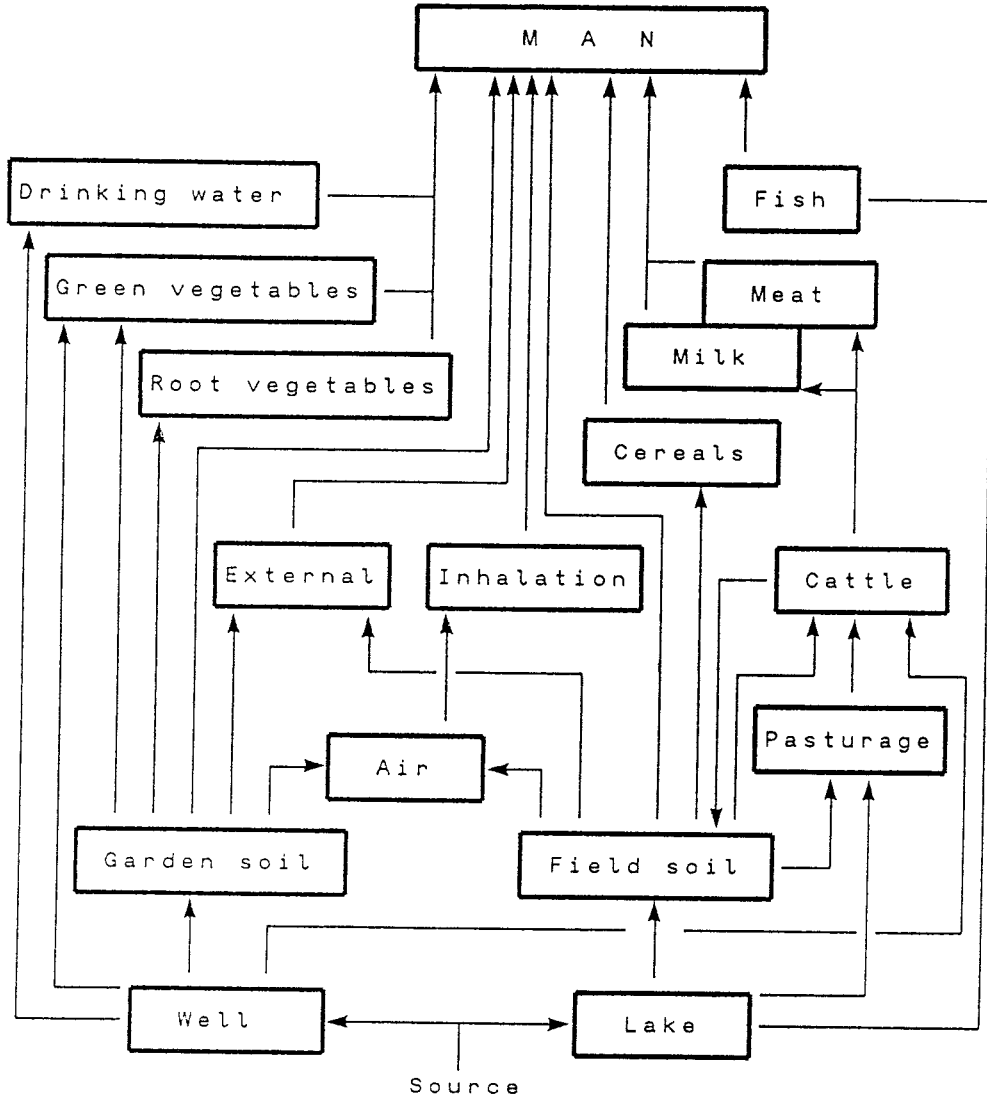 MAN
Drinking water
Fish
Green vegetables
Meat
Root vegetables
Milk
Cereals
External
Inhalation
Cattle
Pasturage
Air
Garden soil
Field soil
Well
Lake
Source